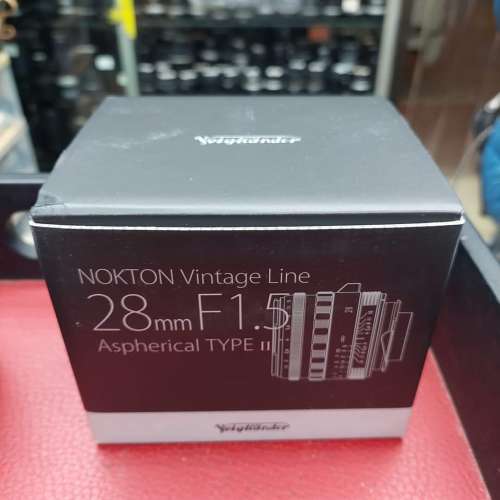 Voigtländer
NOKTON Vintage Line
28mm F1.5
Aspherical TYPE II
Voigtländer